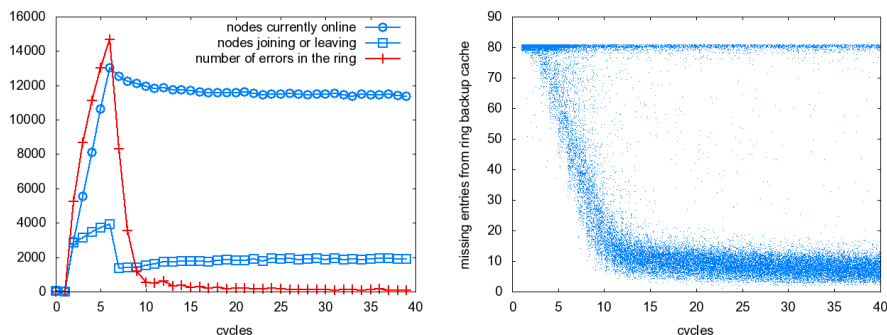 nodes currently online
nodes joining or leaving
number of errors in the ring
16000
14000
12000
10000
8000
6000
4000
2000
0
0 5 10 15 20 25 30 35 40
cycles
missing entries from ring backup cache
90
80
70
60
50
40
30
20
10
0
0 5 10 15 20 25 30 35 40
cycles